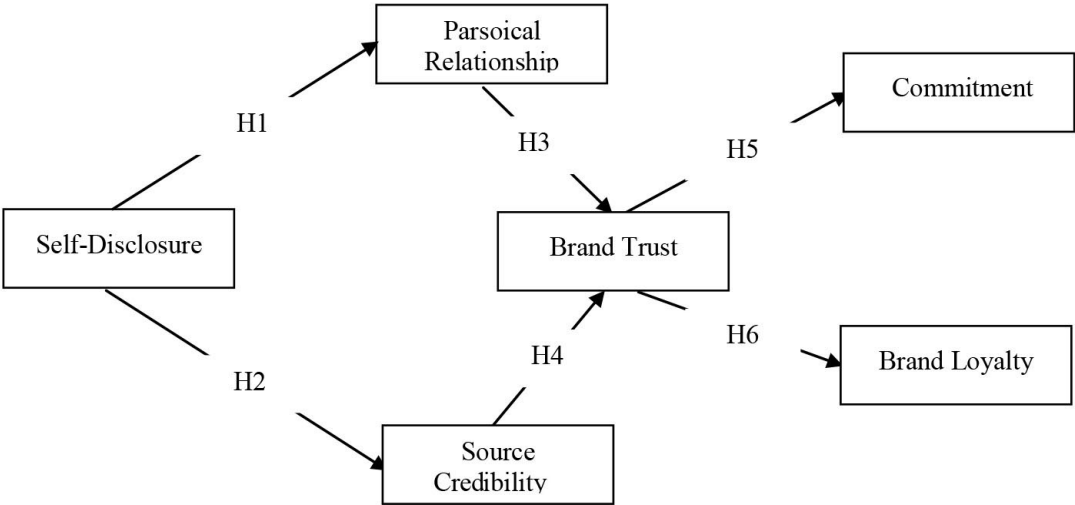 Parsoical
Relationship
Commitment
H1
H3
H5
Self-Disclosure
Brand Trust
H6
H4
Brand Loyalty
H2
Source
Credibility